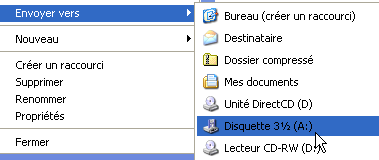 Envoyer vers
Nouveau
Créer un raccourci
Supprimer
Renommer
Propriétés
Fermer
Bureau (créer un raccourci)
Destinataire
Dossier compressé
Mes documents
Unité DirectCD (D)
Disquette 3½ (A:)
Lecteur CD-RW (D:)